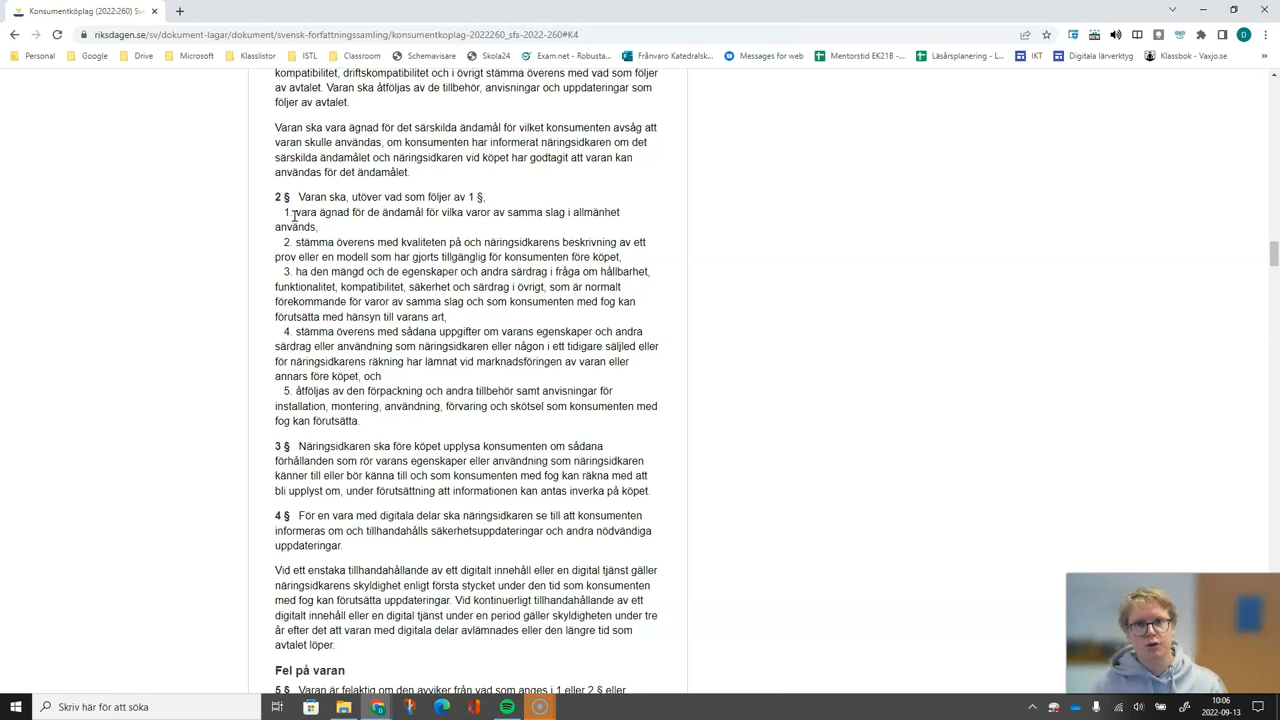 Konsumentköplag (2022:260) Sve
riksdagen.se/sv/dokument-lagar/dokument/svensk-forfattningssamling/konsumentkoplag-2022260_sfs-2022-260#K4
Personal
Google
Drive
Microsoft
Klasslistor
ISTL
Classroom
Schemavisare
Skola24
Exam.net - Robusta...
Frånvaro Katedralsk...
Messages for web
Mentorstid EK21B -...
Läsårsplanering - L...
IKT
Digitala lärverktyg
Klassbok - Vaxjo.se
kompatibilitet, driftskompatibilitet och i övrigt stämma överens med vad som följer
av avtalet. Varan ska åtföljas av de tillbehör, anvisningar och uppdateringar som
följer av avtalet.
Varan ska vara ägnad för det särskilda ändamål för vilket konsumenten avsåg att
varan skulle användas, om konsumenten har informerat näringsidkaren om det
särskilda ändamålet och näringsidkaren vid köpet har godtagit att varan kan
användas för det ändamålet.
2 § Varan ska, utöver vad som följer av 1 §,
1. vara ägnad för de ändamål för vilka varor av samma slag i allmänhet
används,
2. stämma överens med kvaliteten på och näringsidkarens beskrivning av ett
prov eller en modell som har gjorts tillgänglig för konsumenten före köpet,
3. ha den mängd och de egenskaper och andra särdrag i fråga om hållbarhet,
funktionalitet, kompatibilitet, säkerhet och särdrag i övrigt, som är normalt
förekommande för varor av samma slag och som konsumenten med fog kan
förutsätta med hänsyn till varans art,
4. stämma överens med sådana uppgifter om varans egenskaper och andra
särdrag eller användning som näringsidkaren eller någon i ett tidigare säljled eller
för näringsidkarens räkning har lämnat vid marknadsföringen av varan eller
annars före köpet, och
5. åtföljas av den förpackning och andra tillbehör samt anvisningar för
installation, montering, användning, förvaring och skötsel som konsumenten med
fog kan förutsätta.
3 § Näringsidkaren ska före köpet upplysa konsumenten om sådana
förhållanden som rör varans egenskaper eller användning som näringsidkaren
känner till eller bör känna till och som konsumenten med fog kan räkna med att
bli upplyst om, under förutsättning att informationen kan antas inverka på köpet.
4 § För en vara med digitala delar ska näringsidkaren se till att konsumenten
informeras om och tillhandahålls säkerhetsuppdateringar och andra nödvändiga
uppdateringar.
Vid ett enstaka tillhandahållande av ett digitalt innehåll eller en digital tjänst gäller
näringsidkarens skyldighet enligt första stycket under den tid som konsumenten
med fog kan förutsätta uppdateringar. Vid kontinuerligt tillhandahållande av ett
digitalt innehåll eller en digital tjänst under en period gäller skyldigheten under tre
år efter det att varan med digitala delar avlämnades eller den längre tid som
avtalet löper.
Fel på varan
5 § Varan är felaktig om den avviker från vad som anges i 1 eller 2 § eller
Skriv här för att söka
10:06
2022-09-13